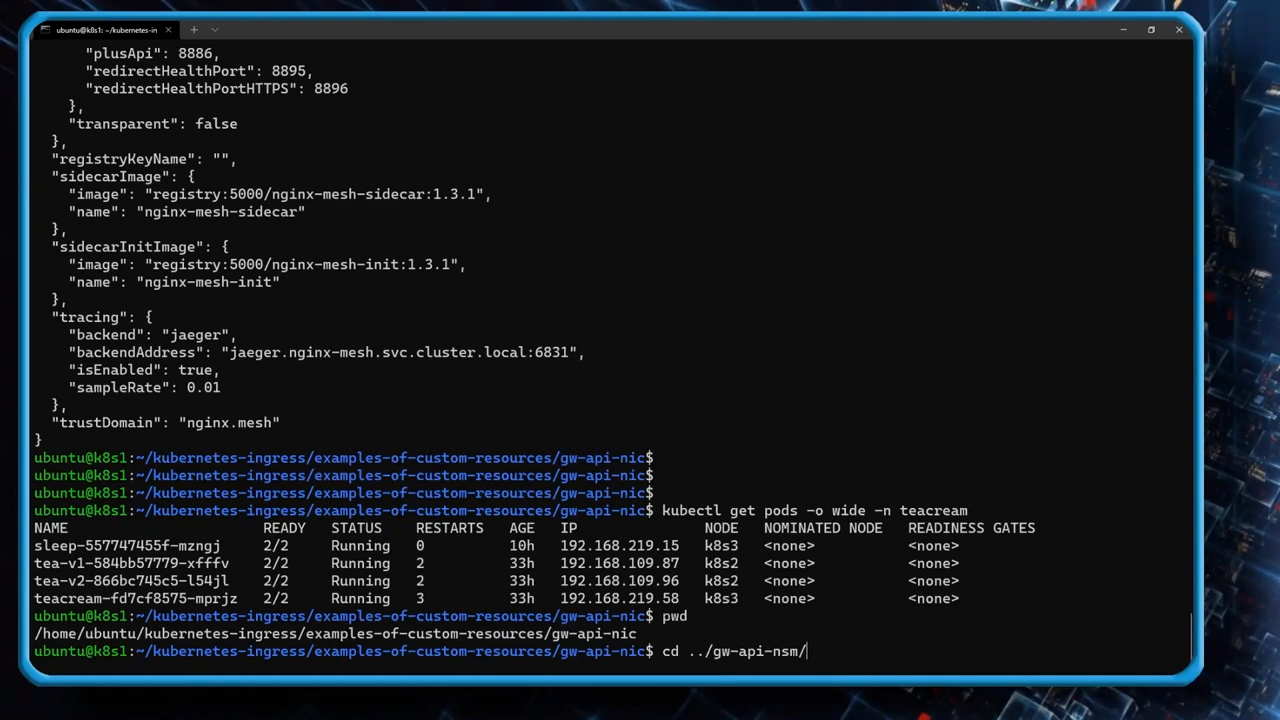 ubuntu@k8s1: ~/kubernetes-in
"plusApi": 8886,
"redirectHealthPort": 8895,
"redirectHealthPortHTTPS": 8896
},
"transparent": false
},
"registryKeyName": "",
"sidecarImage": {
"image": "registry:5000/nginx-mesh-sidecar:1.3.1",
"name": "nginx-mesh-sidecar"
},
"sidecarInitImage": {
"image": "registry:5000/nginx-mesh-init:1.3.1",
"name": "nginx-mesh-init"
},
"tracing": {
"backend": "jaeger",
"backendAddress": "jaeger.nginx-mesh.svc.cluster.local:6831",
"isEnabled": true,
"sampleRate": 0.01
},
"trustDomain": "nginx.mesh"
}
ubuntu@k8s1:~/kubernetes-ingress/examples-of-custom-resources/gw-api-nic$
ubuntu@k8s1:~/kubernetes-ingress/examples-of-custom-resources/gw-api-nic$
ubuntu@k8s1:~/kubernetes-ingress/examples-of-custom-resources/gw-api-nic$
ubuntu@k8s1:~/kubernetes-ingress/examples-of-custom-resources/gw-api-nic$ kubectl get pods -o wide -n teacream
NAME READY STATUS RESTARTS AGE IP NODE NOMINATED NODE READINESS GATES
sleep-557747455f-mzngj 2/2 Running 0 10h 192.168.219.15 k8s3 <none> <none>
tea-v1-584bb57779-xfffv 2/2 Running 2 33h 192.168.109.87 k8s2 <none> <none>
tea-v2-866bc745c5-l54jl 2/2 Running 2 33h 192.168.109.96 k8s2 <none> <none>
teacream-fd7cf8575-mprjz 2/2 Running 3 33h 192.168.219.58 k8s3 <none> <none>
ubuntu@k8s1:~/kubernetes-ingress/examples-of-custom-resources/gw-api-nic$ pwd
/home/ubuntu/kubernetes-ingress/examples-of-custom-resources/gw-api-nic
ubuntu@k8s1:~/kubernetes-ingress/examples-of-custom-resources/gw-api-nic$ cd ../gw-api-nsm/